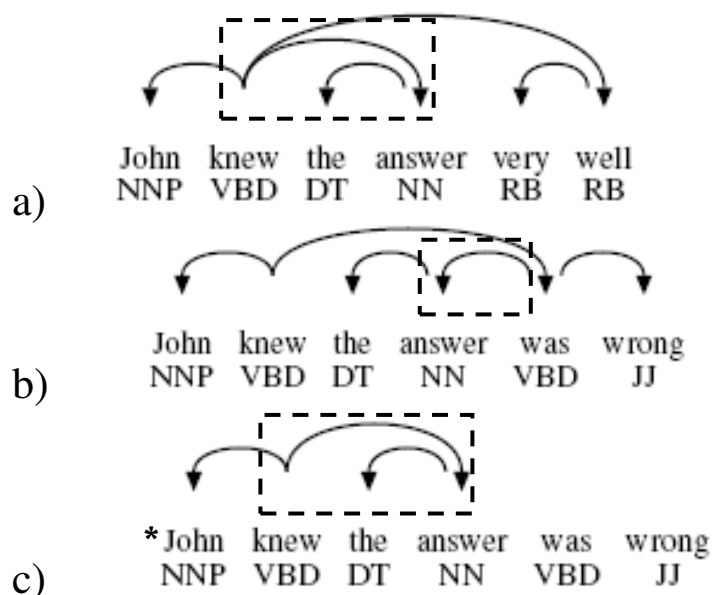 John knew the answer very well
a) NNP VBD DT NN RB RB
John knew the answer was wrong
b) NNP VBD DT NN VBD JJ
*John knew the answer was wrong
c) NNP VBD DT NN VBD JJ